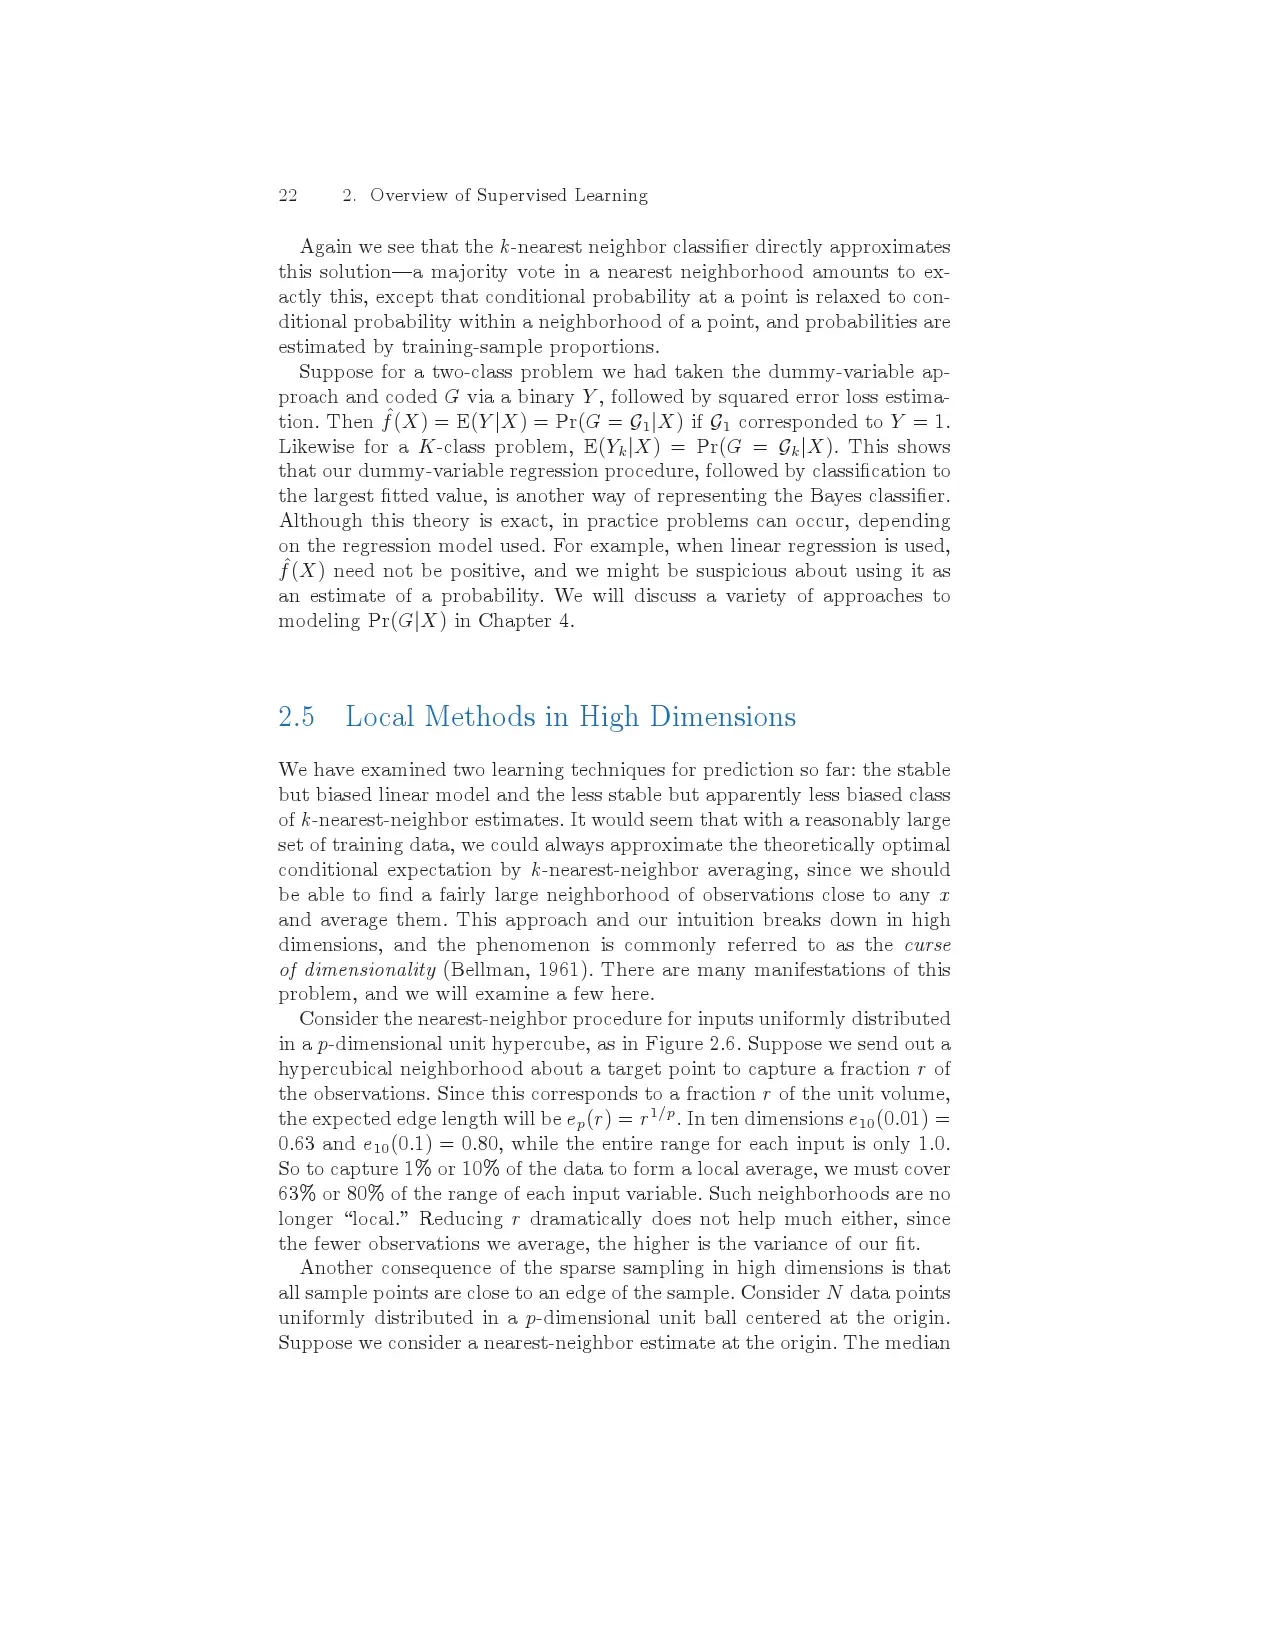 22 2. Overview of Supervised Learning
Again we see that the k-nearest neighbor classifier directly approximates
this solution—a majority vote in a nearest neighborhood amounts to ex-
actly this, except that conditional probability at a point is relaxed to con-
ditional probability within a neighborhood of a point, and probabilities are
estimated by training-sample proportions.
Suppose for a two-class problem we had taken the dummy-variable ap-
proach and coded G via a binary Y, followed by squared error loss estima-
tion. Then f̂(X) = E(Y|X) = Pr(G = 𝒢₁|X) if 𝒢₁ corresponded to Y = 1.
Likewise for a K-class problem, E(Yₖ|X) = Pr(G = 𝒢ₖ|X). This shows
that our dummy-variable regression procedure, followed by classification to
the largest fitted value, is another way of representing the Bayes classifier.
Although this theory is exact, in practice problems can occur, depending
on the regression model used. For example, when linear regression is used,
f̂(X) need not be positive, and we might be suspicious about using it as
an estimate of a probability. We will discuss a variety of approaches to
modeling Pr(G|X) in Chapter 4.
2.5 Local Methods in High Dimensions
We have examined two learning techniques for prediction so far: the stable
but biased linear model and the less stable but apparently less biased class
of k-nearest-neighbor estimates. It would seem that with a reasonably large
set of training data, we could always approximate the theoretically optimal
conditional expectation by k-nearest-neighbor averaging, since we should
be able to find a fairly large neighborhood of observations close to any x
and average them. This approach and our intuition breaks down in high
dimensions, and the phenomenon is commonly referred to as the curse
of dimensionality (Bellman, 1961). There are many manifestations of this
problem, and we will examine a few here.
Consider the nearest-neighbor procedure for inputs uniformly distributed
in a p-dimensional unit hypercube, as in Figure 2.6. Suppose we send out a
hypercubical neighborhood about a target point to capture a fraction r of
the observations. Since this corresponds to a fraction r of the unit volume,
the expected edge length will be eₚ(r) = r^{1/p}. In ten dimensions e₁₀(0.01) =
0.63 and e₁₀(0.1) = 0.80, while the entire range for each input is only 1.0.
So to capture 1% or 10% of the data to form a local average, we must cover
63% or 80% of the range of each input variable. Such neighborhoods are no
longer “local.” Reducing r dramatically does not help much either, since
the fewer observations we average, the higher is the variance of our fit.
Another consequence of the sparse sampling in high dimensions is that
all sample points are close to an edge of the sample. Consider N data points
uniformly distributed in a p-dimensional unit ball centered at the origin.
Suppose we consider a nearest-neighbor estimate at the origin. The median